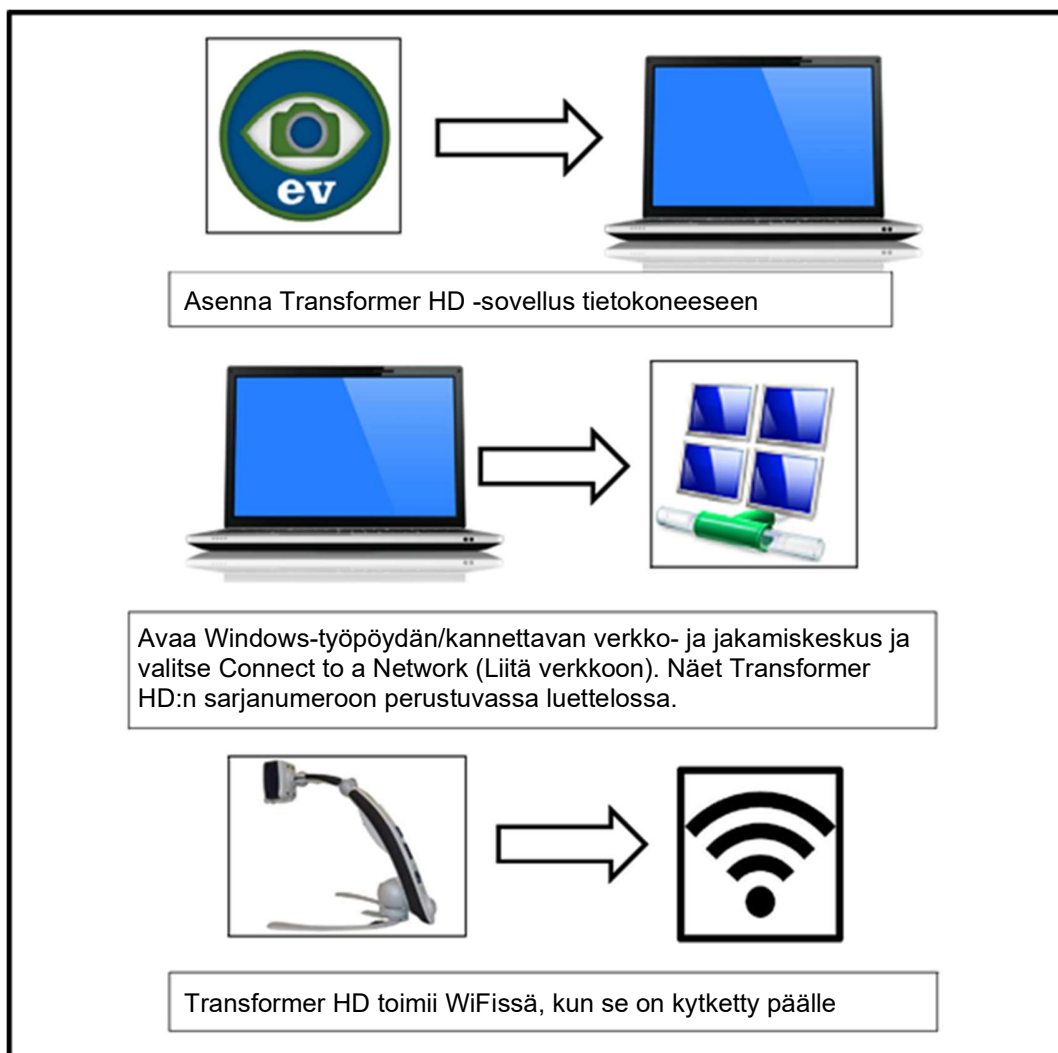 ev
Asenna Transformer HD -sovellus tietokoneeseen
Avaa Windows-työpöydän/kannettavan verkko- ja jakamiskeskus ja
valitse Connect to a Network (Liitä verkkoon). Näet Transformer
HD:n sarjanumeroon perustuvassa luettelossa.
Transformer HD toimii WiFissä, kun se on kytketty päälle